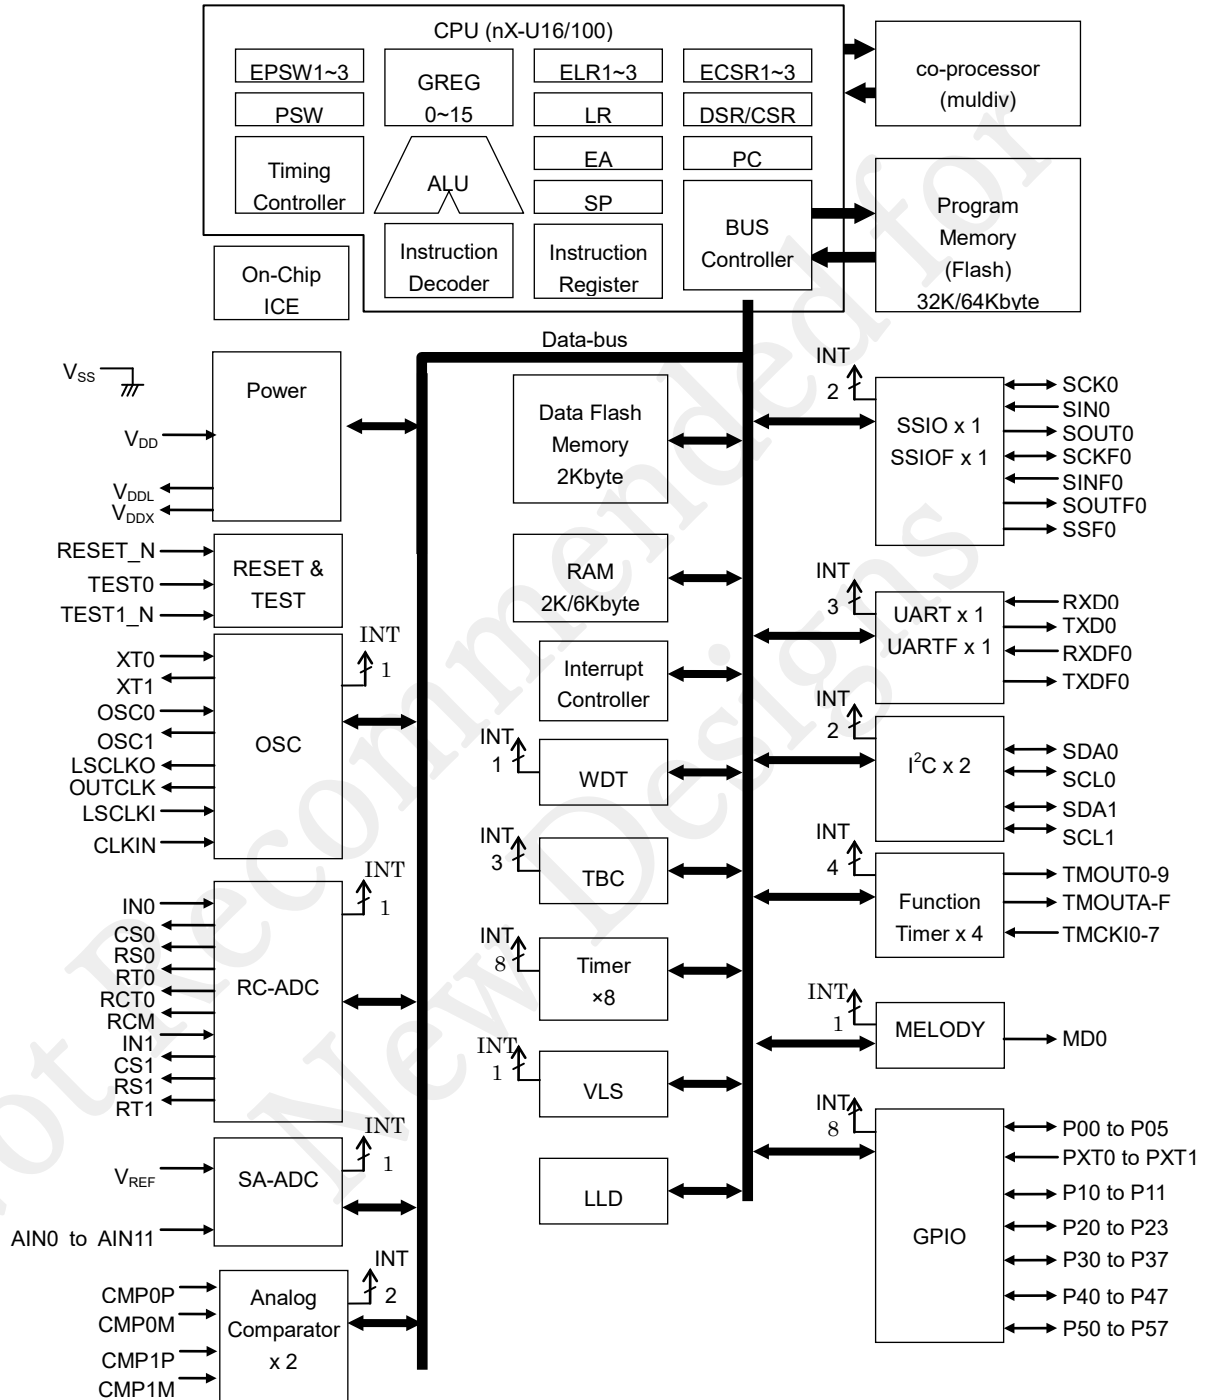 CPU (nX-U16/100)
EPSW1~3
GREG
0~15
ELR1~3
ECSR1~3
PSW
LR
DSR/CSR
Timing
Controller
ALU
EA
PC
SP
BUS
Controller
Instruction
Decoder
Instruction
Register
On-Chip
ICE
co-processor
(muldiv)
Program
Memory
(Flash)
32K/64Kbyte
Data-bus
VSS
VDD
VDDL
VDDX
Power
RESET_N
TEST0
TEST1_N
RESET &
TEST
XT0
XT1
OSC0
OSC1
LSCLKO
OUTCLK
LSCLKI
CLKIN
OSC
INT
1
IN0
CS0
RS0
RT0
RCT0
RCM
IN1
CS1
RS1
RT1
RC-ADC
INT
1
VREF
AIN0 to AIN11
SA-ADC
INT
1
CMP0P
CMP0M
CMP1P
CMP1M
Analog
Comparator
x 2
INT
2
Data Flash
Memory
2Kbyte
RAM
2K/6Kbyte
Interrupt
Controller
INT
1
WDT
INT
3
TBC
INT
8
Timer
×8
INT
1
VLS
LLD
INT
2
SSIO x 1
SSIOF x 1
SCK0
SIN0
SOUT0
SCKF0
SINF0
SOUTF0
SSF0
INT
3
UART x 1
UARTF x 1
RXD0
TXD0
RXDF0
TXDF0
INT
2
I2C x 2
SDA0
SCL0
SDA1
SCL1
INT
4
Function
Timer x 4
TMOUT0-9
TMOUTA-F
TMCKI0-7
INT
1
MELODY
MD0
INT
8
GPIO
P00 to P05
PXT0 to PXT1
P10 to P11
P20 to P23
P30 to P37
P40 to P47
P50 to P57
Not Recommended for
New Designs